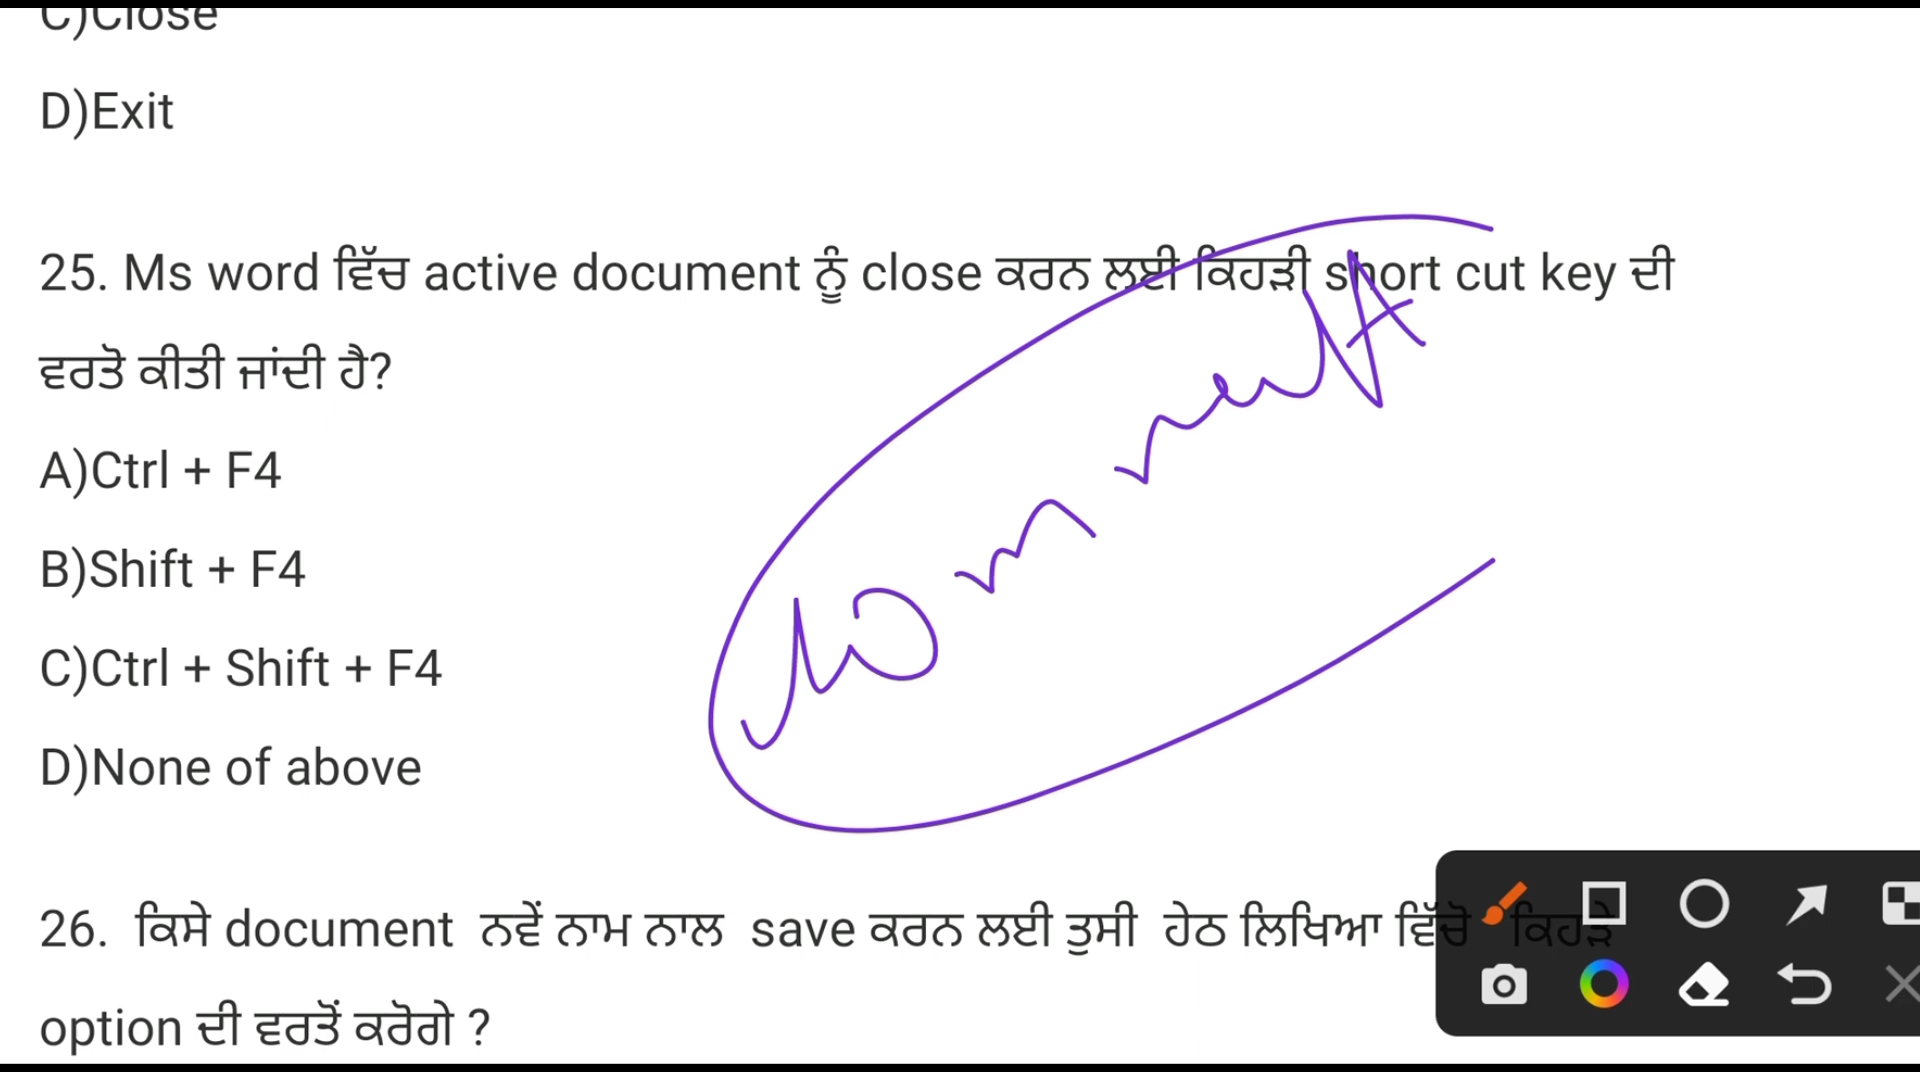 C)Close
D)Exit
25. Ms word ਵਿੱਚ active document ਨੂੰ close ਕਰਨ ਲਈ ਕਿਹੜੀ short cut key ਦੀ
ਵਰਤੋ ਕੀਤੀ ਜਾਂਦੀ ਹੈ?
A)Ctrl + F4
B)Shift + F4
C)Ctrl + Shift + F4
D)None of above
26. ਕਿਸੇ document ਨਵੇਂ ਨਾਮ ਨਾਲ save ਕਰਨ ਲਈ ਤੁਸੀ ਹੇਠ ਲਿਖਿਆ ਵਿੱਚੋ ਕਿਹੜੇ
option ਦੀ ਵਰਤੋਂ ਕਰੋਗੇ ?